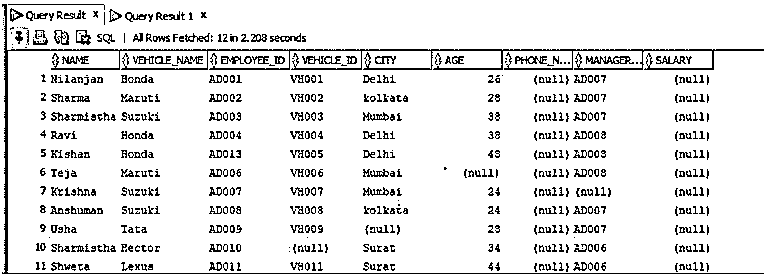 Query Result x Query Result 1 x
SQL | All Rows Fetched: 12 in 2.208 seconds
NAME VEHICLE_NAME EMPLOYEE_ID VEHICLE_ID CITY AGE PHONE_N... MANAGER... SALARY
1 Nilanjan Honda AD001 VH001 Delhi 26 (null) AD007 (null)
2 Sharma Maruti AD002 VH002 kolkata 28 (null) AD007 (null)
3 Sharmistha Suzuki AD003 VH003 Mumbai 38 (null) AD007 (null)
4 Ravi Honda AD004 VH004 Delhi 38 (null) AD008 (null)
5 Kishan Honda AD013 VH005 Delhi 43 (null) AD008 (null)
6 Teja Maruti AD006 VH006 Mumbai (null) (null) AD008 (null)
7 Krishna Suzuki AD007 VH007 Mumbai 24 (null) (null) (null)
8 Anshuman Suzuki AD008 VH008 kolkata 24 (null) AD007 (null)
9 Usha Tata AD009 VH009 (null) 23 (null) AD007 (null)
10 Sharmistha Hector AD010 (null) Surat 34 (null) AD006 (null)
11 Shweta Lexus AD011 VH011 Surat 44 (null) AD006 (null)